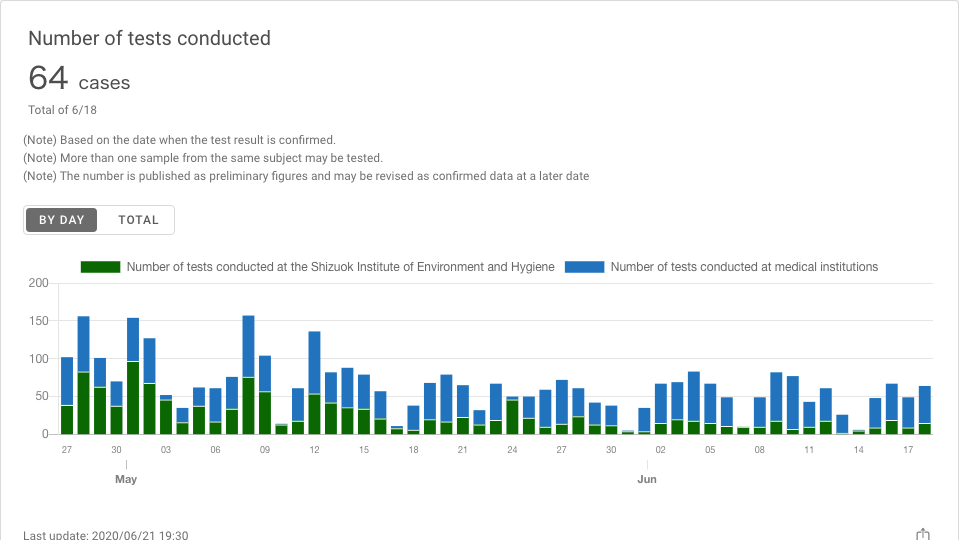 Number of tests conducted
64 cases
Total of 6/18
(Note) Based on the date when the test result is confirmed.
(Note) More than one sample from the same subject may be tested.
(Note) The number is published as preliminary figures and may be revised as confirmed data at a later date
BY DAY TOTAL
Number of tests conducted at the Shizuok Institute of Environment and Hygiene Number of tests conducted at medical institutions
200
150
100
50
0
27 30 03 06 09 12 15 18 21 24 27 30 02 05 08 11 14 17
May Jun
Last update: 2020/06/21 19:30